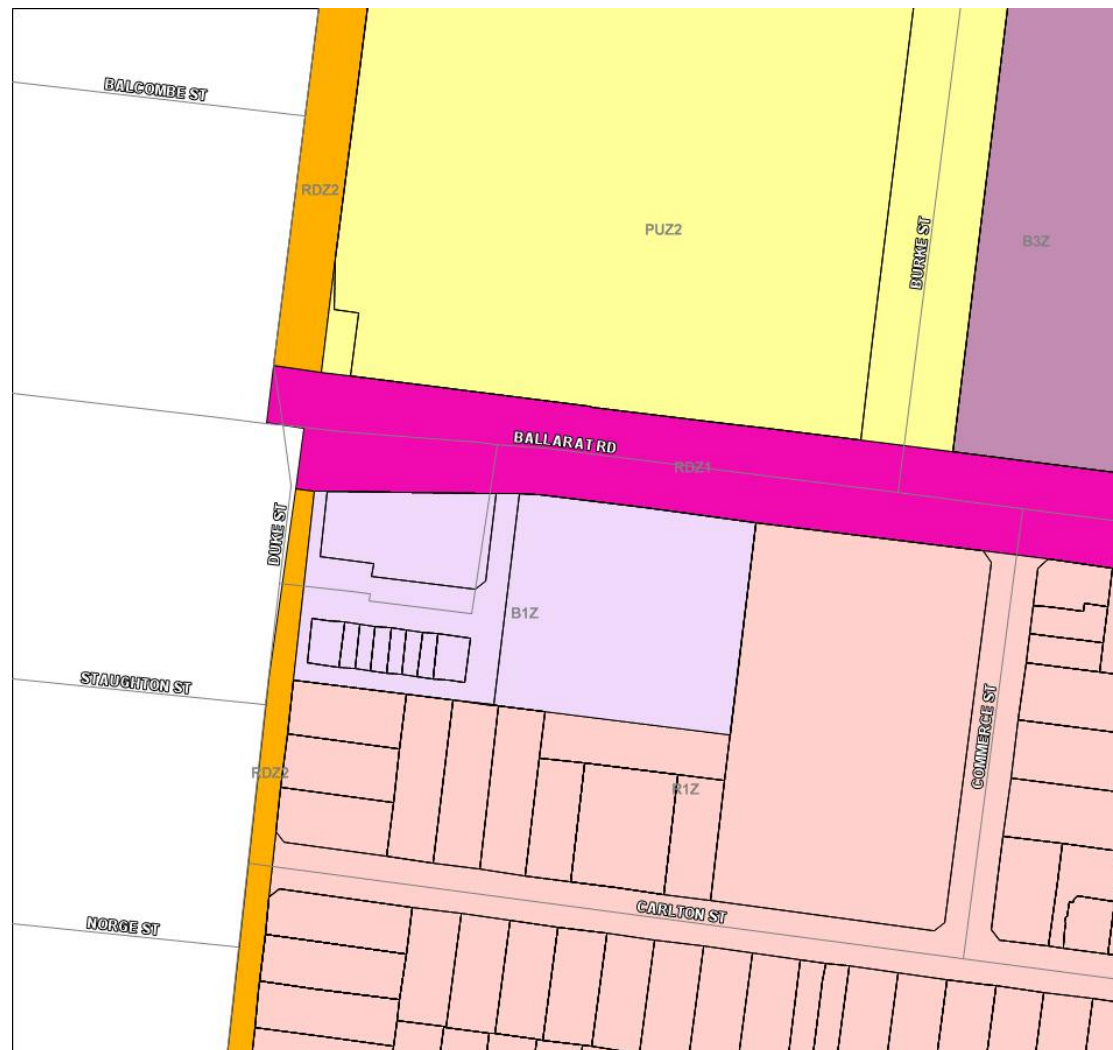 BALCOMBE ST
RDZ2
PUZ2
BURKE ST
B3Z
BALLARAT RD
RDZ1
DUKE ST
B1Z
STAUGHTON ST
COMMERCE ST
RDZ2
R1Z
CARLTON ST
NORGE ST